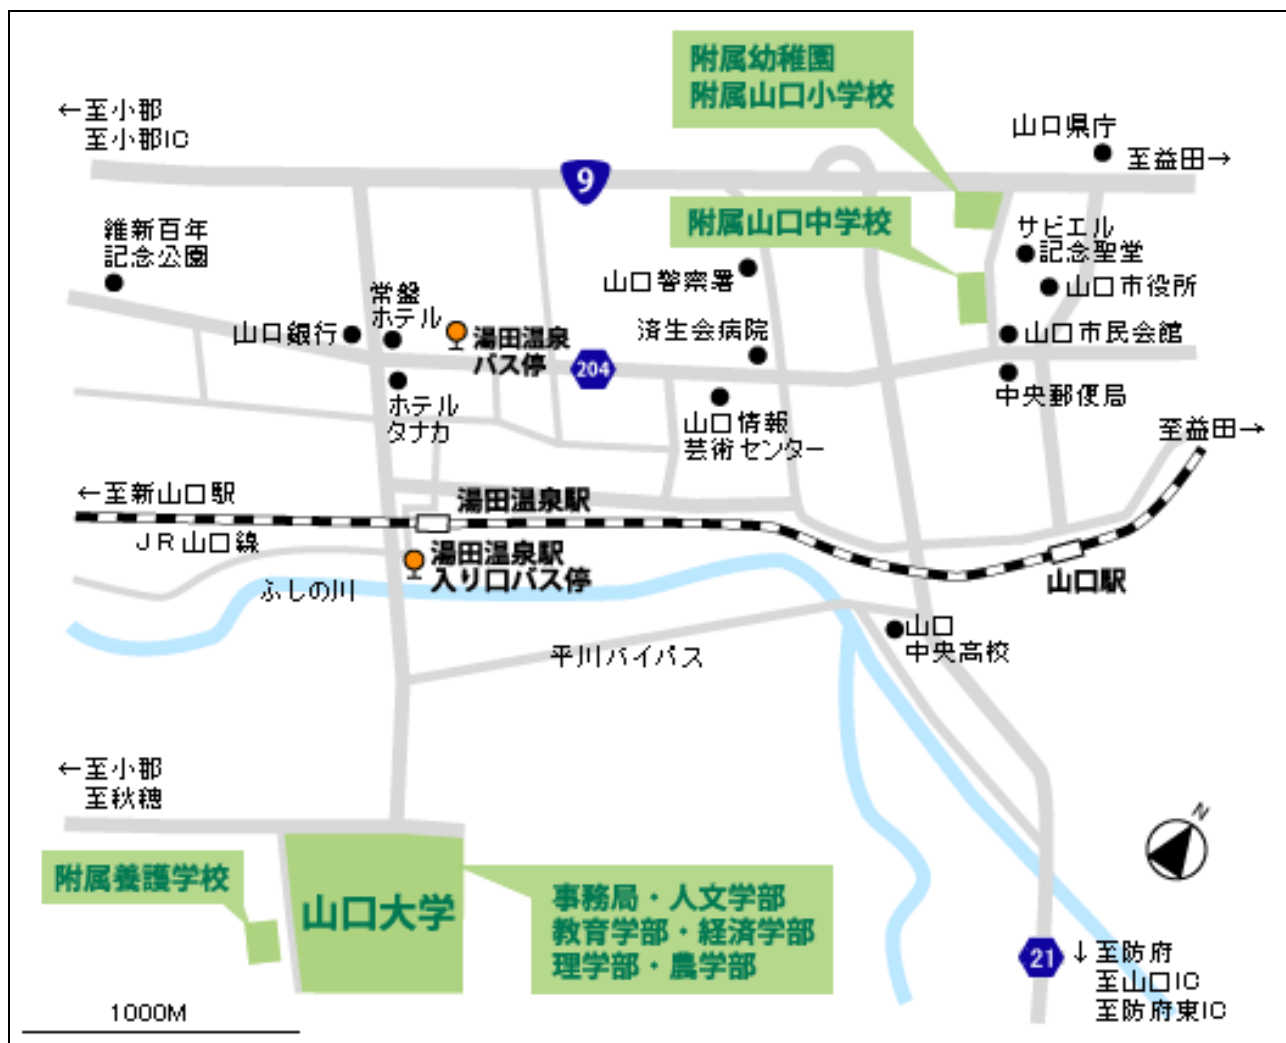 附属幼稚園
附属山口小学校
←至小郡
至小郡IC
山口県庁
至益田→
9
附属山口中学校
維新百年
記念公園
サビエル
記念聖堂
山口警察署
山口市役所
常盤
ホテル
山口銀行
湯田温泉
バス停
済生会病院
山口市民会館
204
中央郵便局
ホテル
タナカ
山口情報
芸術センター
至益田→
←至新山口駅
湯田温泉駅
JR山口線
湯田温泉駅
入り口バス停
山口駅
ふしの川
山口
中央高校
平川バイパス
←至小郡
至秋穂
N
附属養護学校
山口大学
事務局・人文学部
教育学部・経済学部
理学部・農学部
21
↓至防府
至山口IC
至防府東IC
1000M